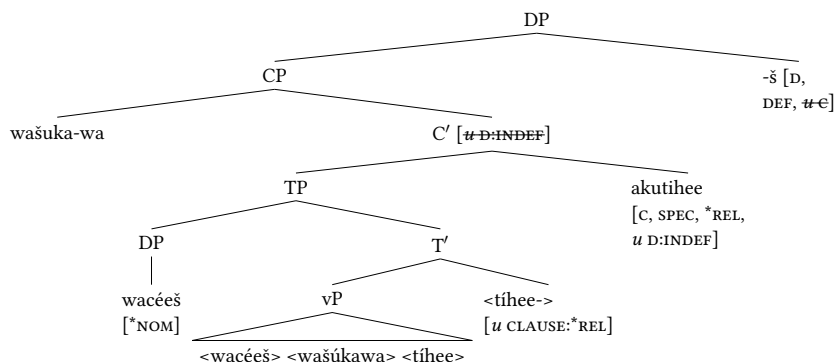 DP
CP
-š [D,
DEF, u C]
wašuka-wa
C′ [u D:INDEF]
TP
akutihee
[C, SPEC, *REL,
u D:INDEF]
DP
T′
wacéeš
[*NOM]
vP
<tíhee->
[u CLAUSE:*REL]
<wacéeš> <wašúkawa> <tíhee>